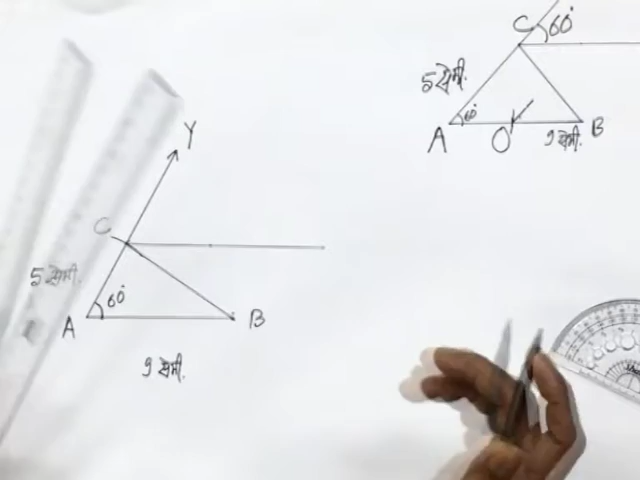 C 60°
5 सेमी.
A 60° O 9 सेमी. B
Y
C
5 सेमी.
A 60° B
9 सेमी.